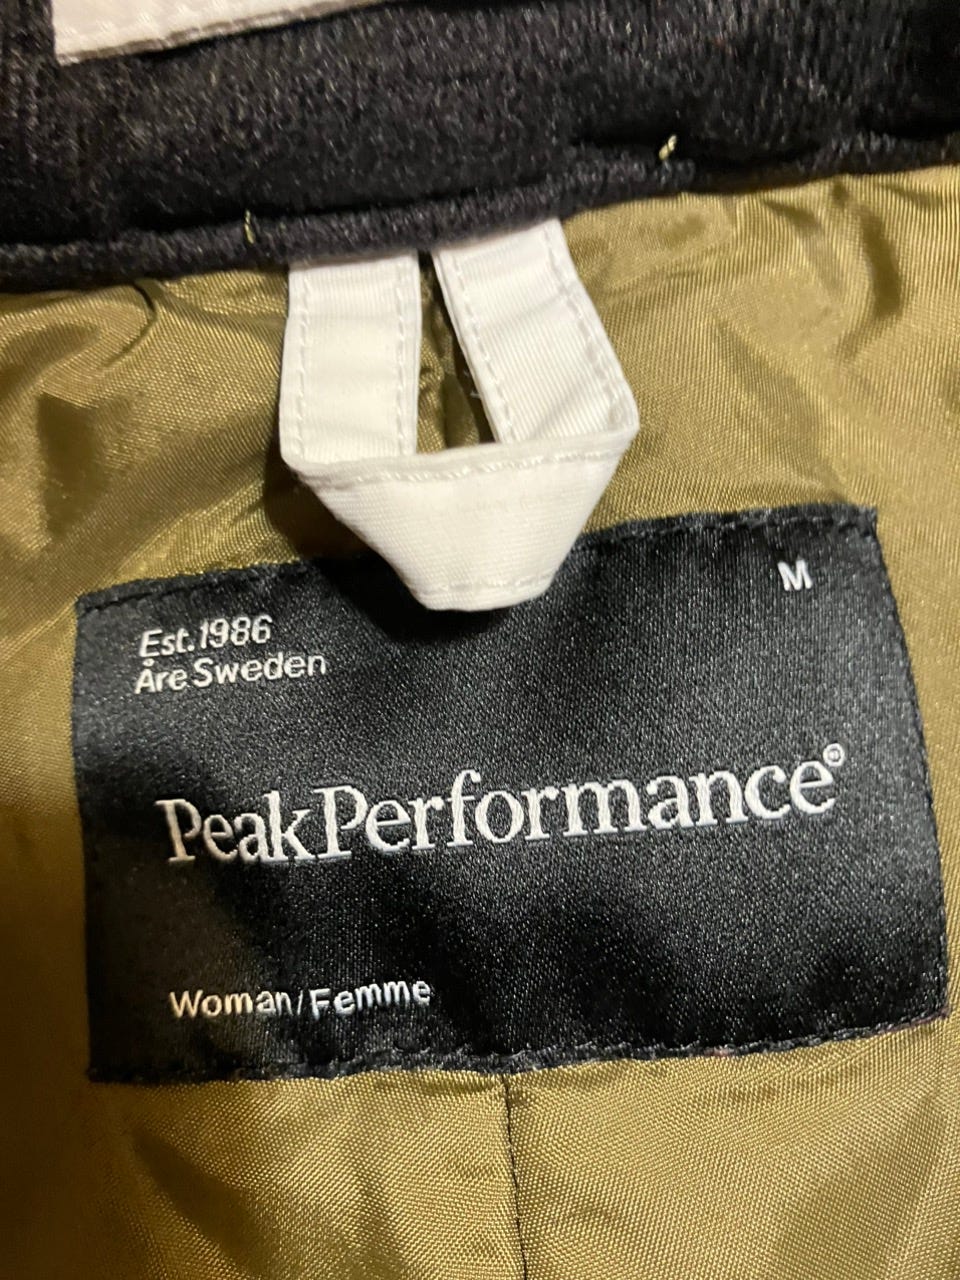 M
Est.1986
Åre Sweden
PeakPerformance®
Woman/Femme